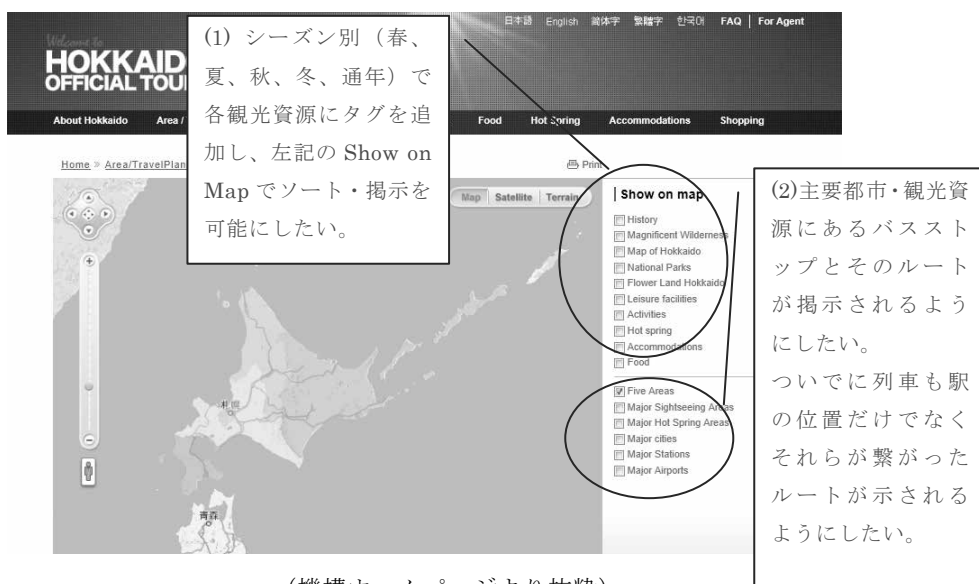 日本語 English 简体字 繁體字 한국어 FAQ For Agent
Welcome to
HOKKAID
OFFICIAL TOU
About Hokkaido Area / Food Hot Spring Accommodations Shopping
Home » Area/TravelPlan
Print
(1) シーズン別（春、
夏、秋、冬、通年）で
各観光資源にタグを追
加し、左記の Show on
Map でソート・掲示を
可能にしたい。
Map Satellite Terrain
札幌
青森
Show on map
History
Magnificent Wilderness
Map of Hokkaido
National Parks
Flower Land Hokkaido
Leisure facilities
Activities
Hot spring
Accommodations
Food
Five Areas
Major Sightseeing Areas
Major Hot Spring Areas
Major cities
Major Stations
Major Airports
(2)主要都市・観光資
源にあるバススト
ップとそのルート
が掲示されるよう
にしたい。
ついでに列車も駅
の位置だけでなく
それらが繋がった
ルートが示される
ようにしたい。